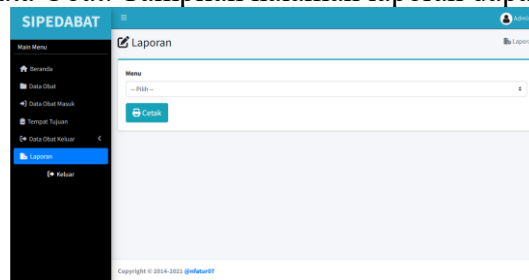 SIPEDABAT
Admin
Main Menu
Laporan
Beranda
Data Obat
Data Obat Masuk
Tempat Tujuan
Data Obat Keluar
Laporan
Keluar
Menu
-- Pilih --
Cetak
Copyright © 2014-2021 @nfatur07